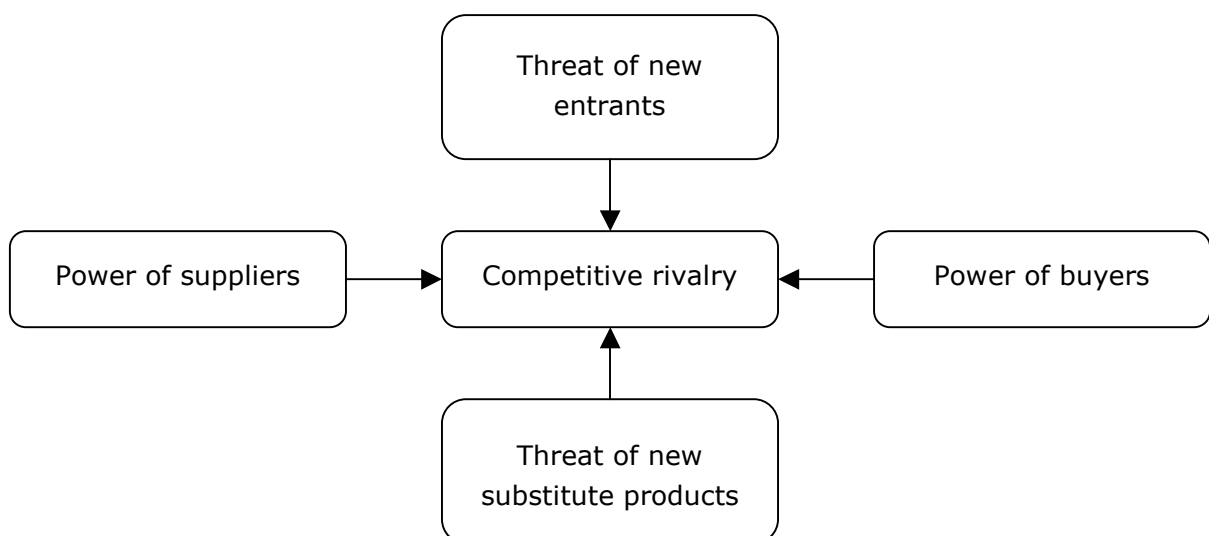 Threat of new
entrants
Power of suppliers
Competitive rivalry
Power of buyers
Threat of new
substitute products